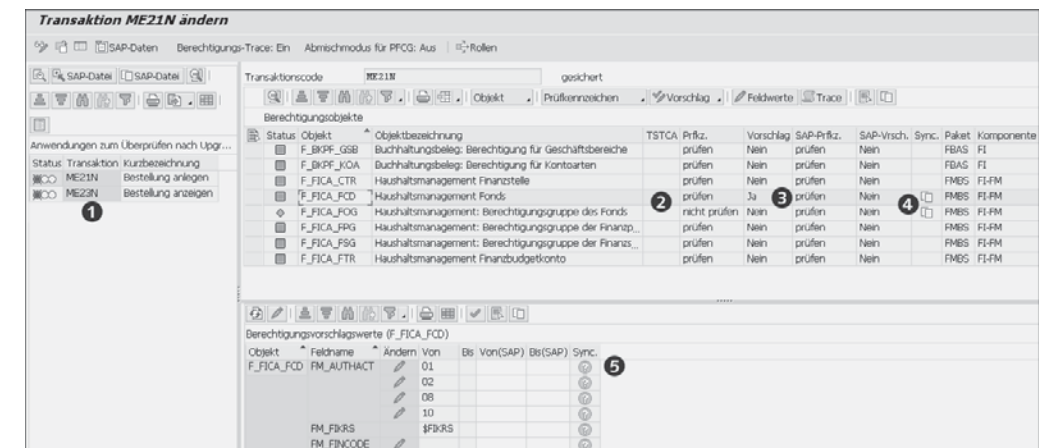 Transaktion ME21N ändern
SAP-Daten Berechtigungs-Trace: Ein Abmischmodus für PFCG: Aus Rollen
SAP-Datei SAP-Datei
Anwendungen zum Überprüfen nach Upgr...
Status Transaktion Kurzbezeichnung
ME21N Bestellung anlegen
ME23N Bestellung anzeigen
1
Transaktionscode ME21N gesichert
Objekt Prüfkennzeichen Vorschlag Feldwerte Trace
Berechtigungsobjekte
Status Objekt Objektbezeichnung TSTCA Prfkz. Vorschlag SAP-Prfkz. SAP-Vrsch. Sync. Paket Komponente
F_BKPF_GSB Buchhaltungsbeleg: Berechtigung für Geschäftsbereiche prüfen Nein prüfen Nein FBAS FI
F_BKPF_KOA Buchhaltungsbeleg: Berechtigung für Kontoarten prüfen Nein prüfen Nein FBAS FI
F_FICA_CTR Haushaltsmanagement Finanzstelle prüfen Nein prüfen Nein FMBS FI-FM
F_FICA_FCD Haushaltsmanagement Fonds 2 prüfen Ja 3 prüfen Nein 4 FMBS FI-FM
F_FICA_FOG Haushaltsmanagement: Berechtigungsgruppe des Fonds nicht prüfen Nein prüfen Nein FMBS FI-FM
F_FICA_FPG Haushaltsmanagement: Berechtigungsgruppe der Finanzp... prüfen Nein prüfen Nein FMBS FI-FM
F_FICA_FSG Haushaltsmanagement: Berechtigungsgruppe der Finanzs... prüfen Nein prüfen Nein FMBS FI-FM
F_FICA_FTR Haushaltsmanagement Finanzbudgetkonto prüfen Nein prüfen Nein FMBS FI-FM
Berechtigungsvorschlagswerte (F_FICA_FCD)
Objekt Feldname Ändern Von Bis Von(SAP) Bis(SAP) Sync.
F_FICA_FCD FM_AUTHACT 01 5
02
08
10
FM_FIKRS $FIKRS
FM_FINCODE